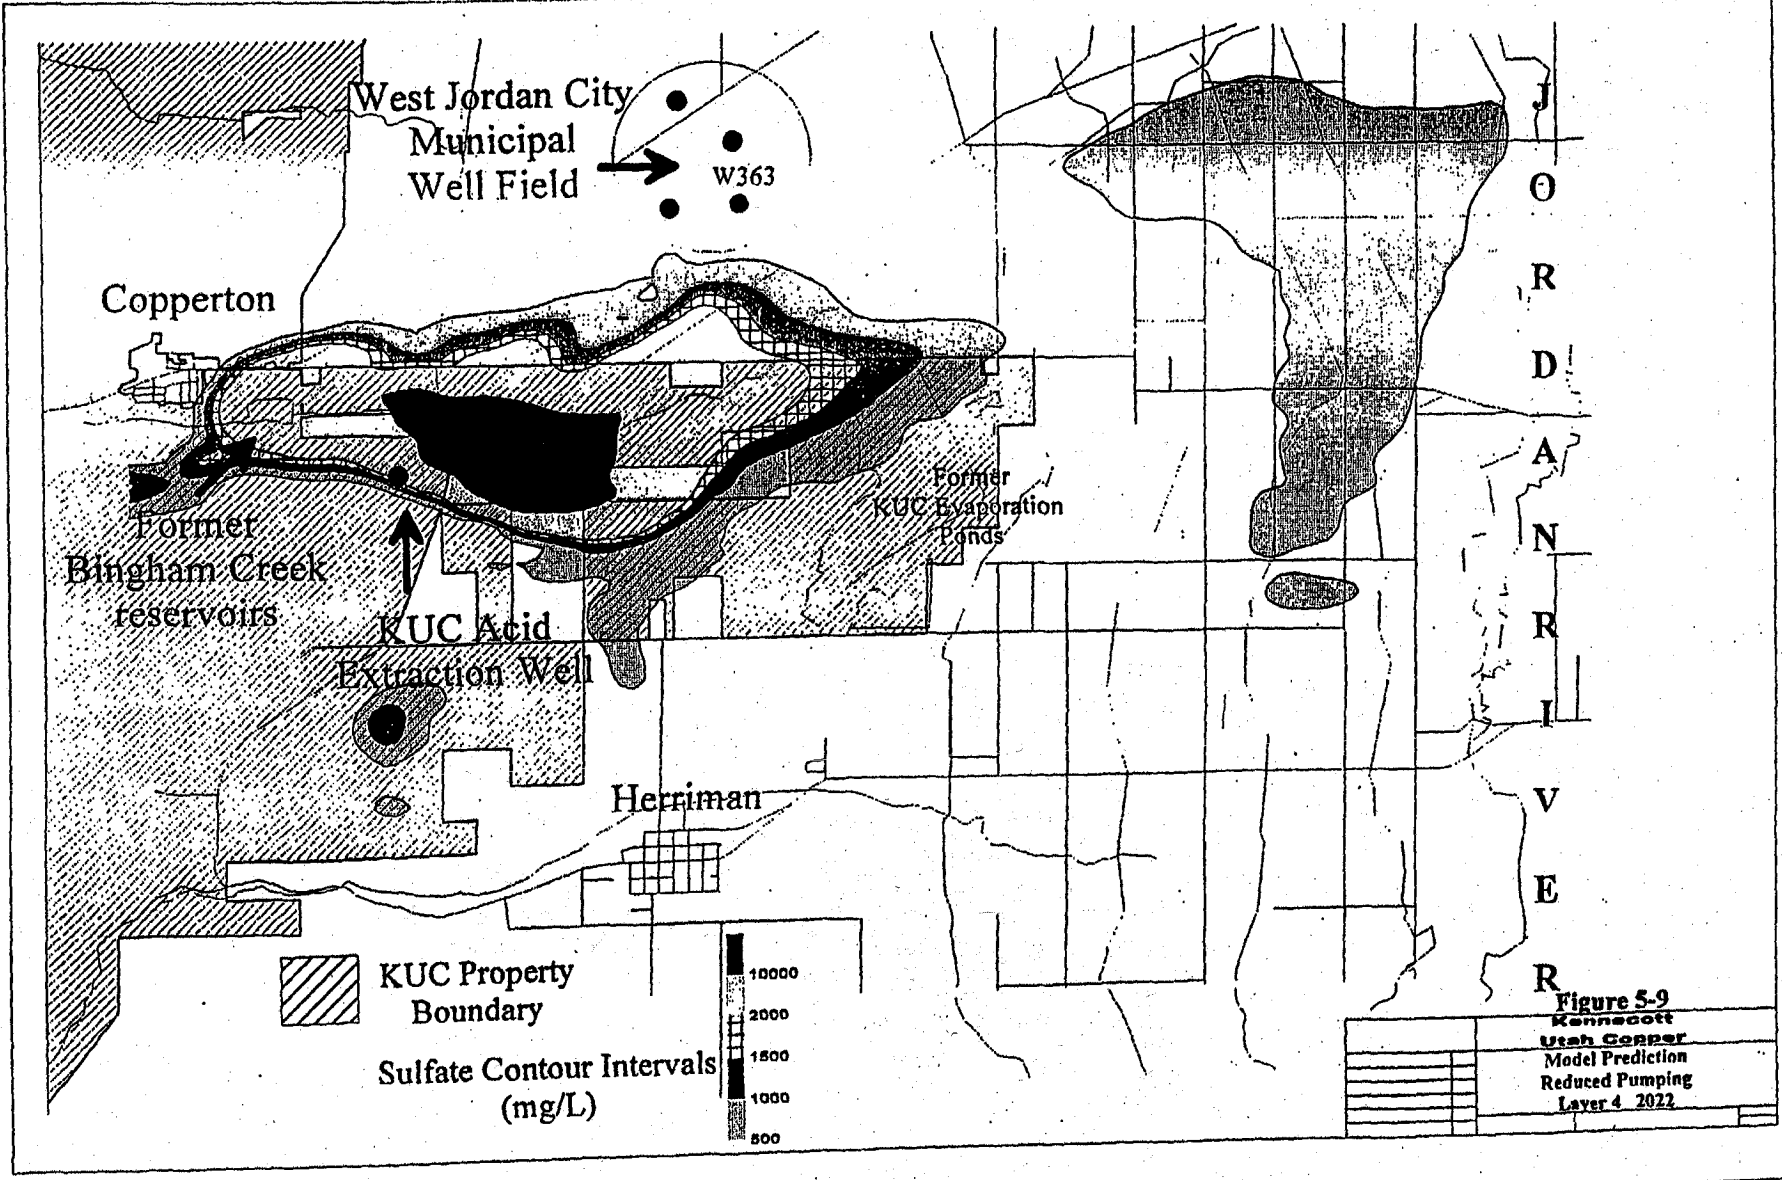 West Jordan City
Municipal
Well Field
W363
Copperton
Former
Bingham Creek
reservoirs
KUC Acid
Extraction Well
Former
KUC Evaporation
Ponds
Herriman
J
O
R
D
A
N
R
I
V
E
R
KUC Property
Boundary
Sulfate Contour Intervals
(mg/L)
10000
2000
1500
1000
500
Figure 5-9
Kennecott
Utah Copper
Model Prediction
Reduced Pumping
Layer 4 2022